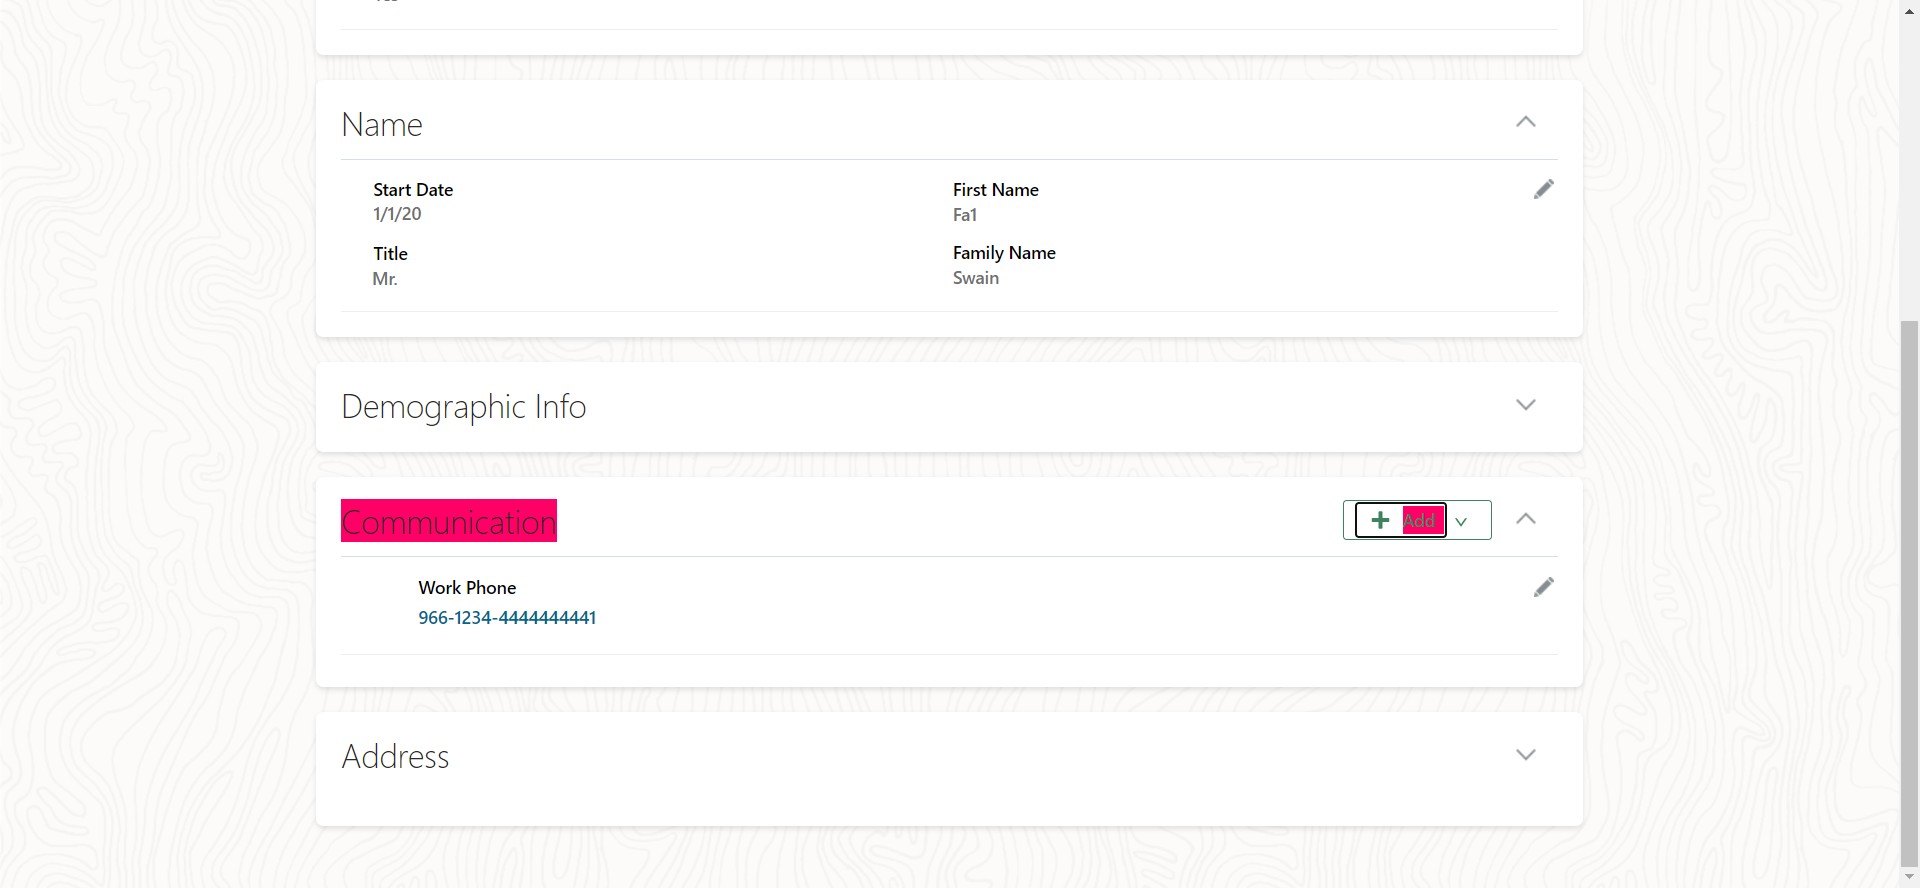 Name
Start Date
1/1/20
First Name
Fa1
Title
Mr.
Family Name
Swain
Demographic Info
Communication
Add
Work Phone
966-1234-4444444441
Address